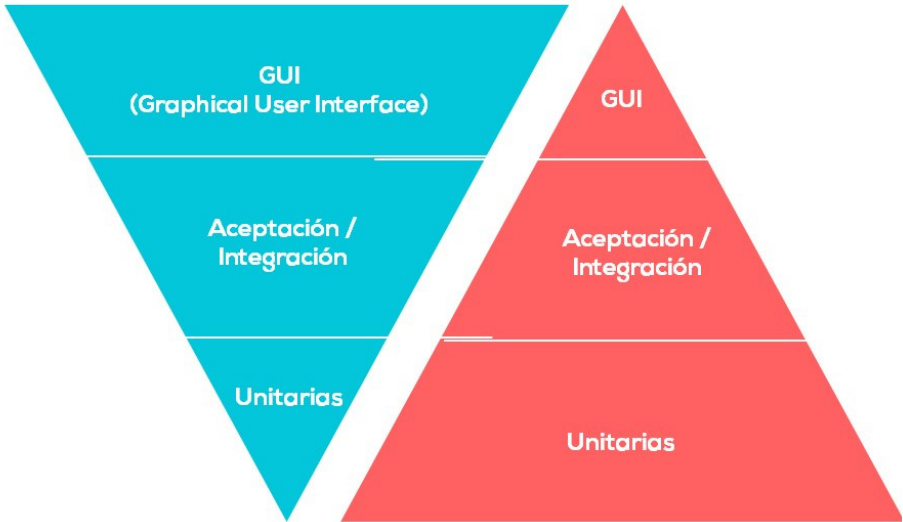 GUI
(Graphical User Interface)
Aceptación /
Integración
Unitarias
GUI
Aceptación /
Integración
Unitarias